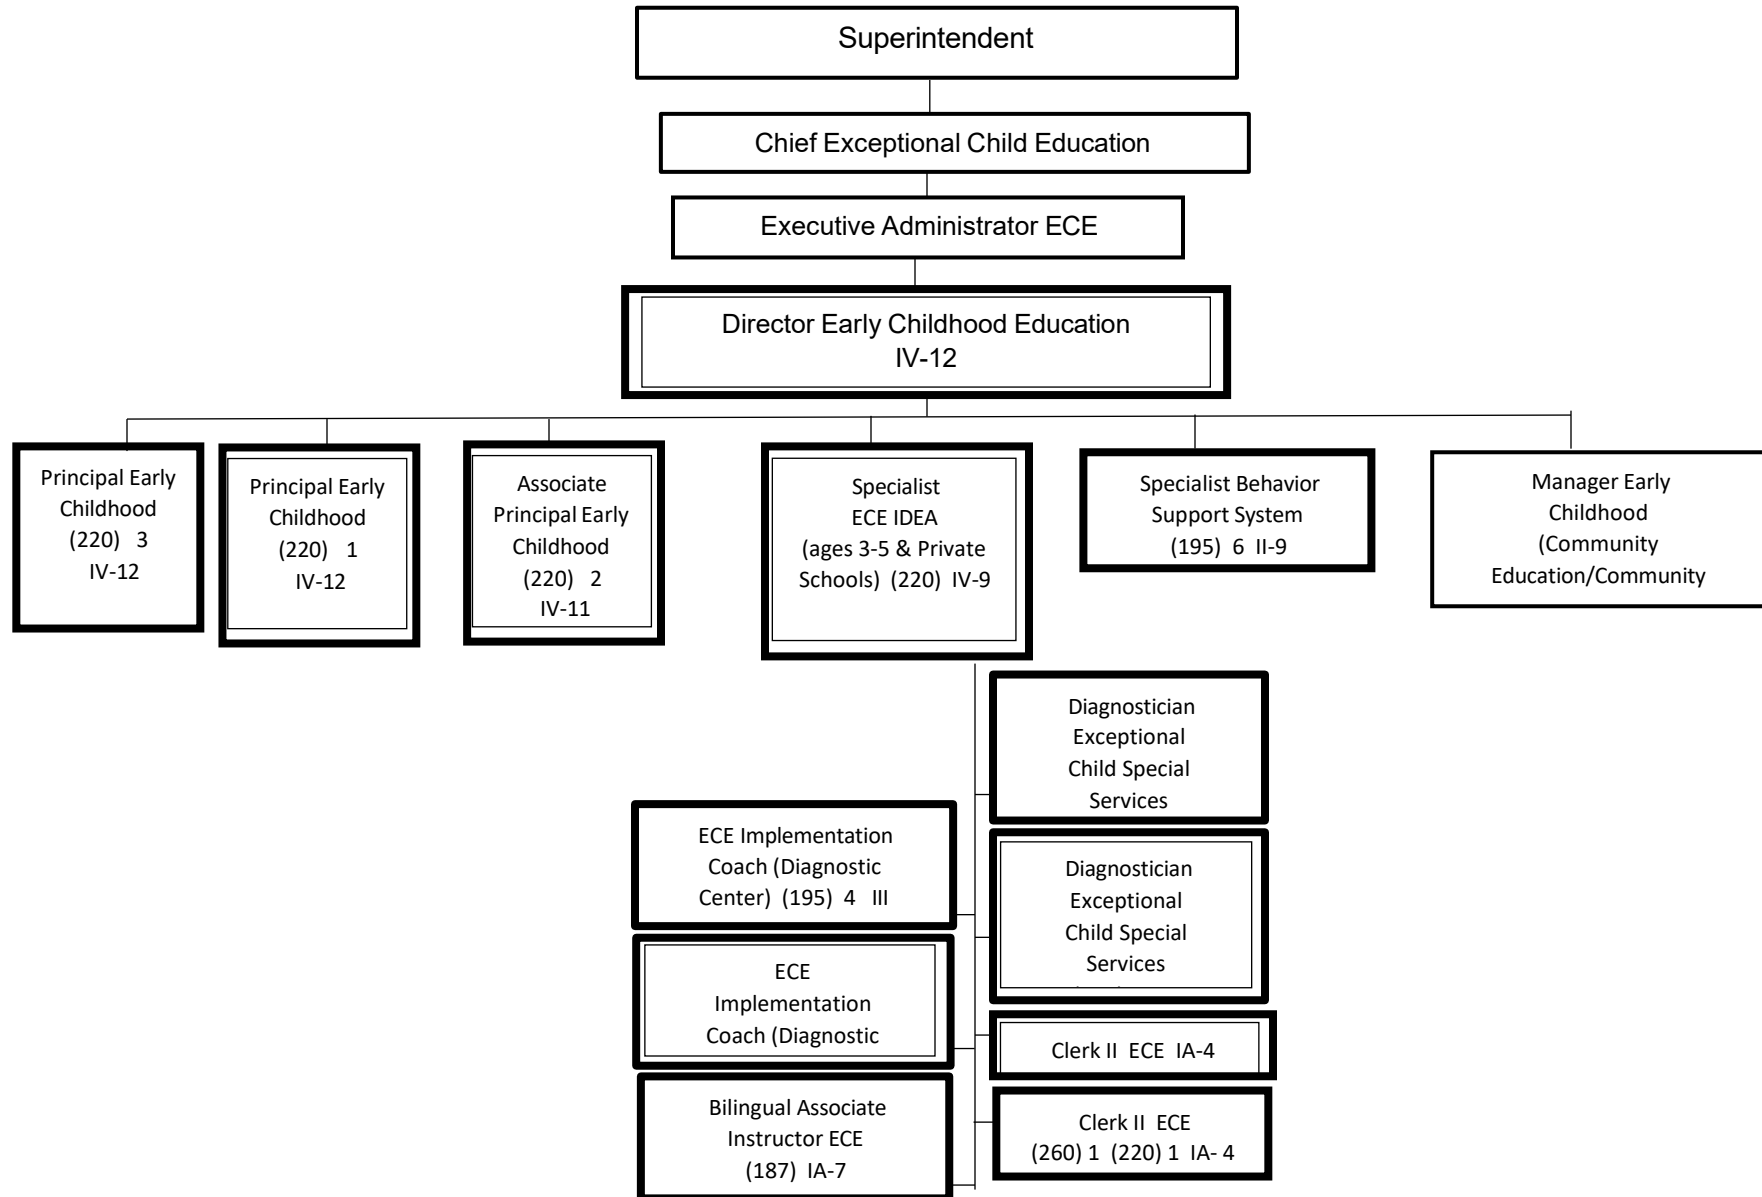 Superintendent
Chief Exceptional Child Education
Executive Administrator ECE
Director Early Childhood Education
IV-12
Principal Early
Childhood
(220) 3
IV-12
Principal Early
Childhood
(220) 1
IV-12
Associate
Principal Early
Childhood
(220) 2
IV-11
Specialist
ECE IDEA
(ages 3-5 & Private
Schools) (220) IV-9
Specialist Behavior
Support System
(195) 6 II-9
Manager Early
Childhood
(Community
Education/Community
Diagnostician
Exceptional
Child Special
Services
ECE Implementation
Coach (Diagnostic
Center) (195) 4 III
Diagnostician
Exceptional
Child Special
Services
ECE
Implementation
Coach (Diagnostic
Clerk II ECE IA-4
Bilingual Associate
Instructor ECE
(187) IA-7
Clerk II ECE
(260) 1 (220) 1 IA- 4